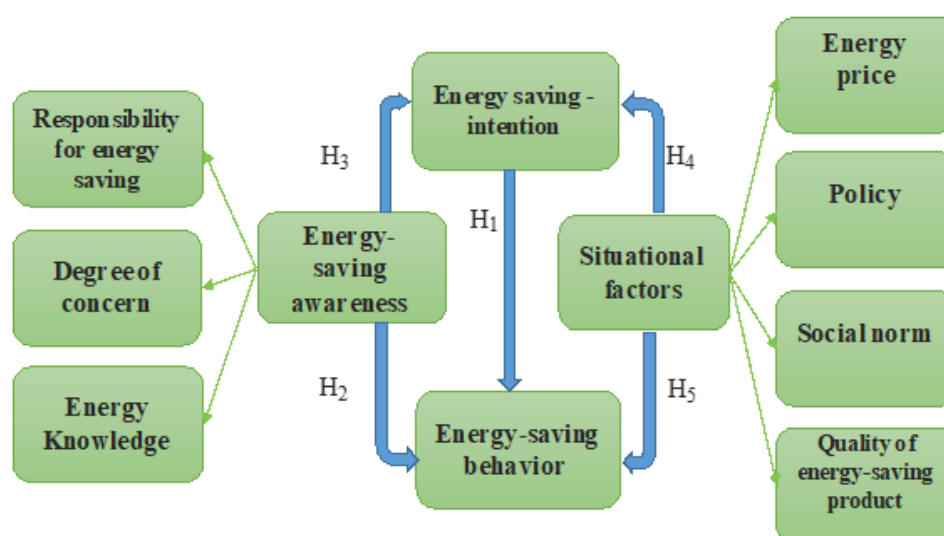 Responsibility
for energy
saving
Degree of
concern
Energy
Knowledge
Energy-
saving
awareness
H3
H2
Energy saving -
intention
H1
Energy-saving
behavior
H4
H5
Situational
factors
Energy
price
Policy
Social norm
Quality of
energy-saving
product